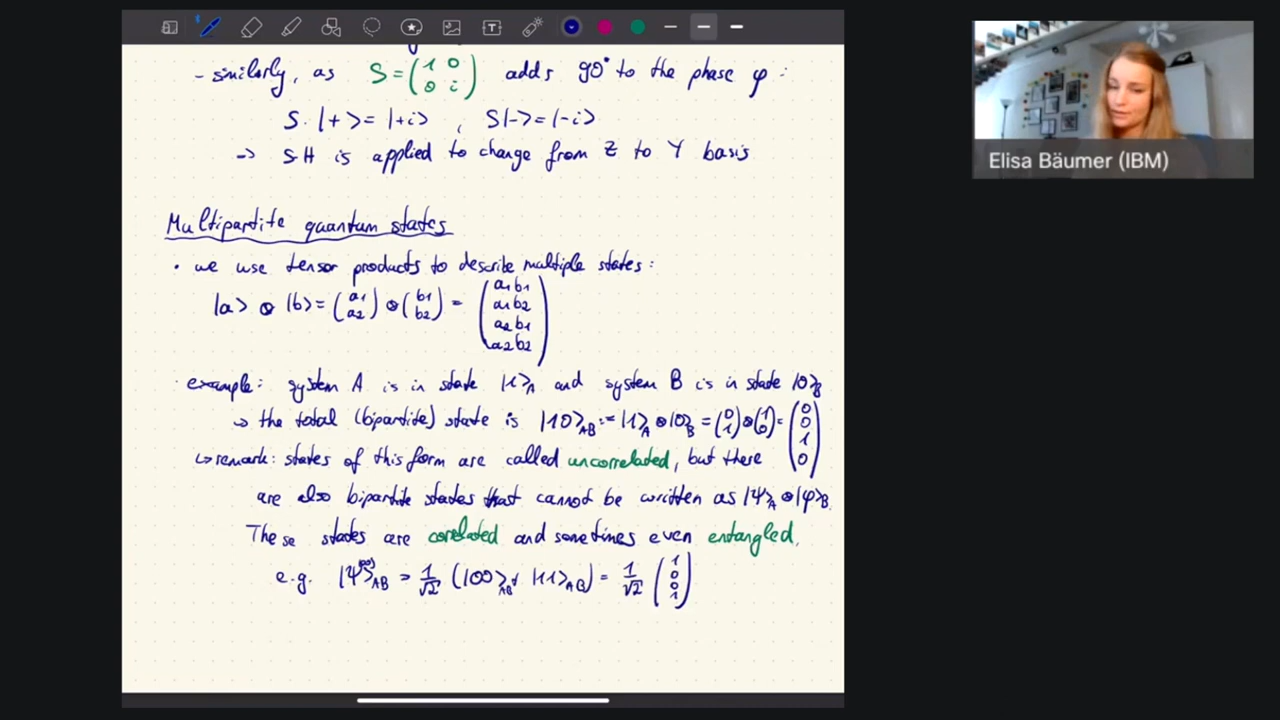 - similarly, as S = (1 0 0 i) adds 90° to the phase φ:
S·|+> = |+i> , S|-> = |-i>
-> S·H is applied to change from Z to Y basis
Multipartite quantum states
• we use tensor products to describe multiple states:
|a> ⊗ |b> = (a1 a2) ⊗ (b1 b2) = (a1b1 a1b2 a2b1 a2b2)
· example: system A is in state |1>A and system B is in state |0>B
-> the total (bipartite) state is |10>AB := |1>A ⊗ |0>B = (0 1) ⊗ (1 0) = (0 0 1 0)
↳ remark: states of this form are called uncorrelated, but there
are also bipartite states that cannot be written as |Ψ>A ⊗ |φ>B.
These states are correlated and sometimes even entangled,
e.g. |Ψ(00)>AB = 1/√2 (|00>AB + |11>AB) = 1/√2 (1 0 0 1)
Elisa Bäumer (IBM)